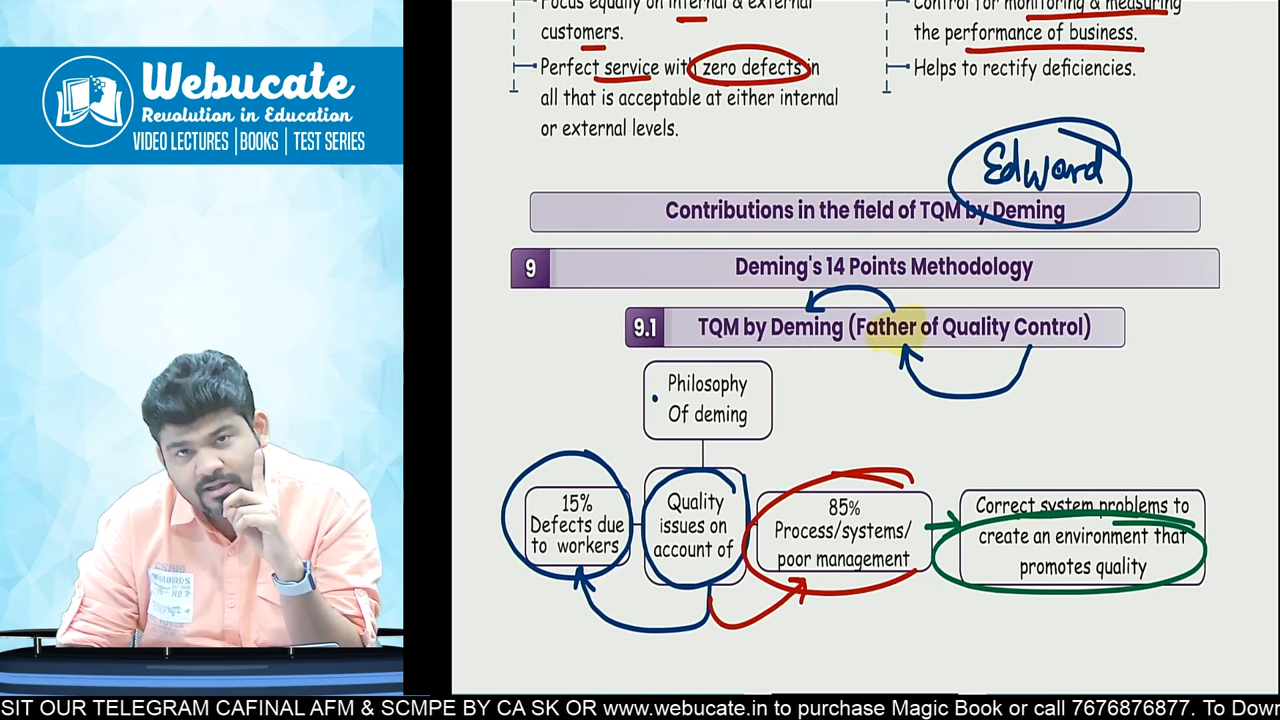 Webucate
Revolution in Education
VIDEO LECTURES | BOOKS | TEST SERIES
Focus equally on internal & external
customers.
Perfect service with zero defects in
all that is acceptable at either internal
or external levels.
Control for monitoring & measuring
the performance of business.
Helps to rectify deficiencies.
Edward
Contributions in the field of TQM by Deming
9 Deming's 14 Points Methodology
9.1 TQM by Deming (Father of Quality Control)
Philosophy
Of deming
15%
Defects due
to workers
Quality
issues on
account of
85%
Process/systems/
poor management
Correct system problems to
create an environment that
promotes quality
SIT OUR TELEGRAM CAFINAL AFM & SCMPE BY CA SK OR www.webucate.in to purchase Magic Book or call 7676876877. To Down